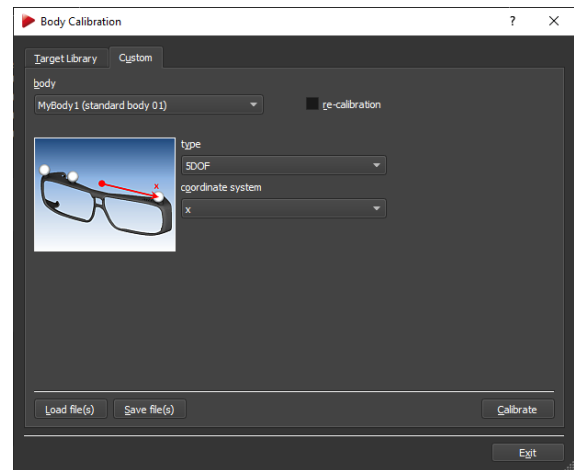 Body Calibration
?
Target Library
Custom
body
MyBody1 (standard body 01)
re-calibration
type
5DOF
coordinate system
x
x
Load file(s)
Save file(s)
Calibrate
Exit